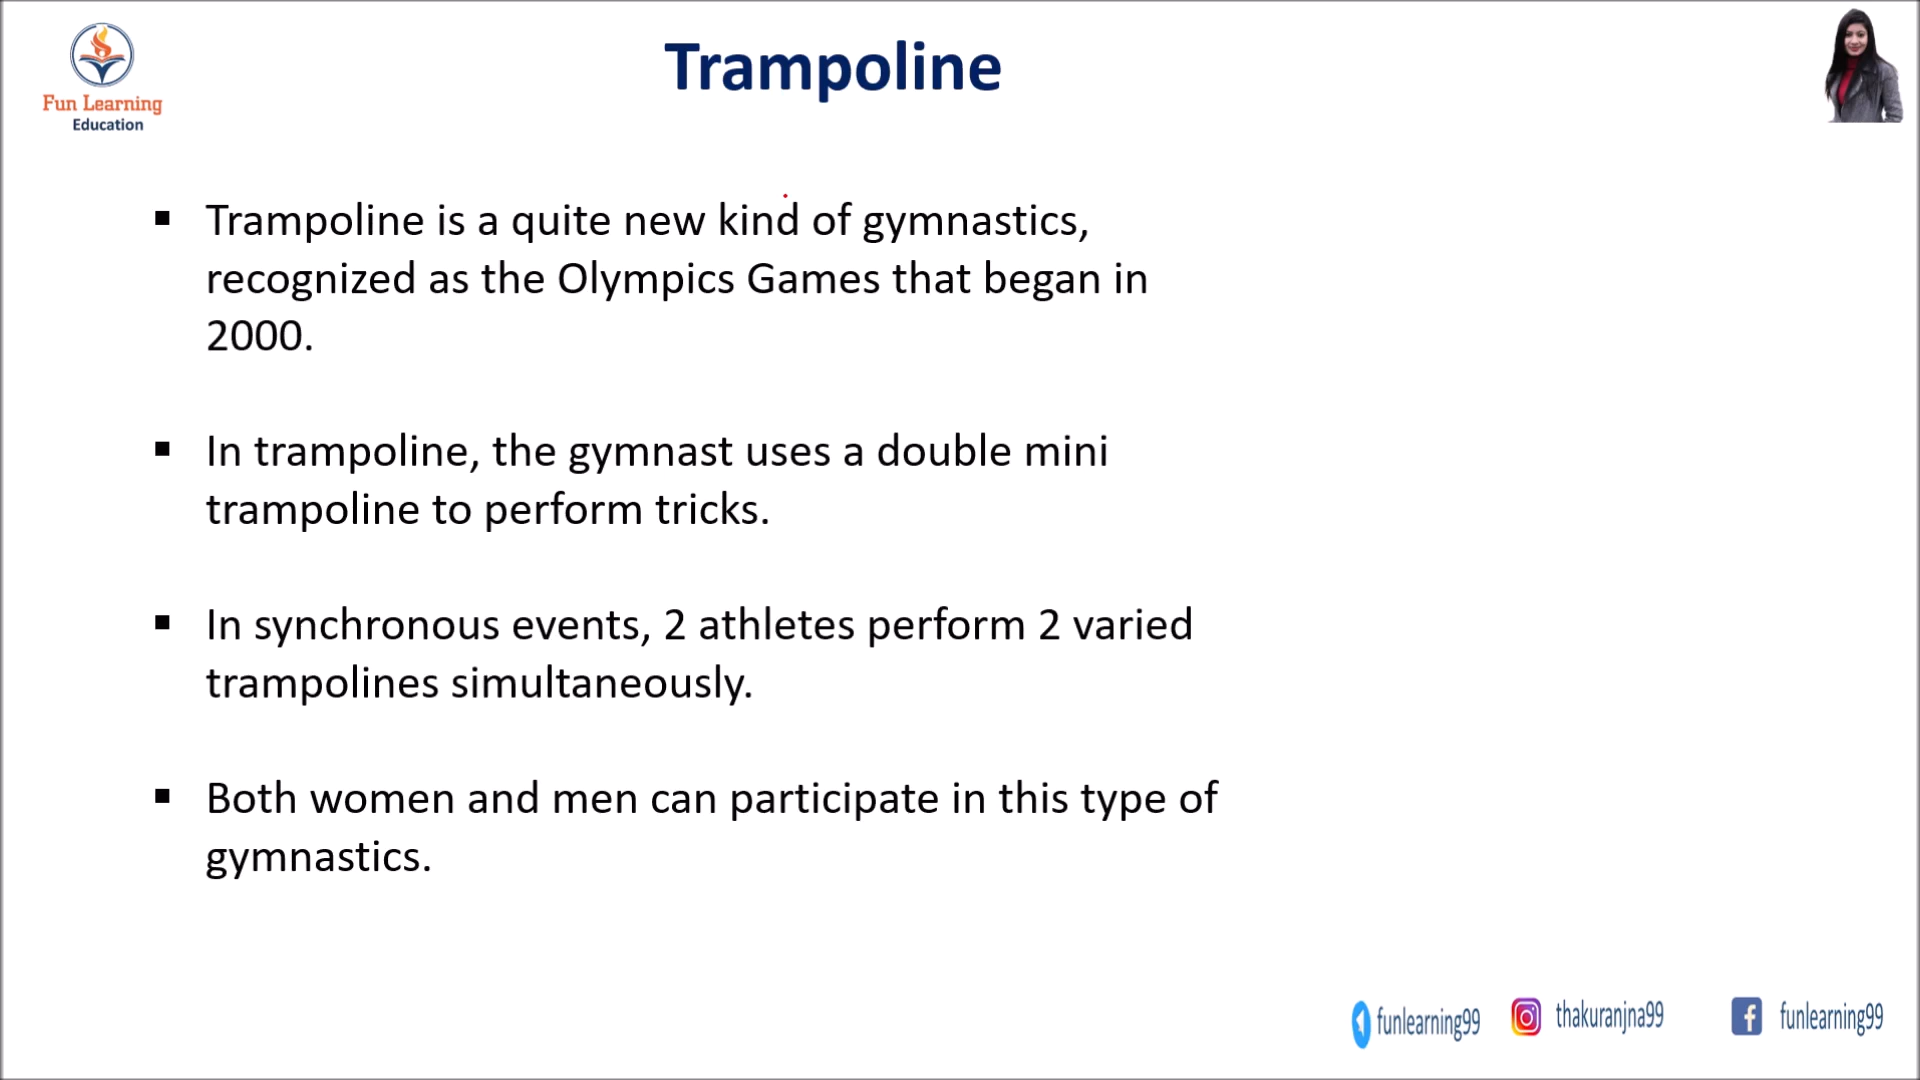 Fun Learning
Education
Trampoline
▪ Trampoline is a quite new kind of gymnastics,
recognized as the Olympics Games that began in
2000.
▪ In trampoline, the gymnast uses a double mini
trampoline to perform tricks.
▪ In synchronous events, 2 athletes perform 2 varied
trampolines simultaneously.
▪ Both women and men can participate in this type of
gymnastics.
funlearning99
thakuranjna99
funlearning99